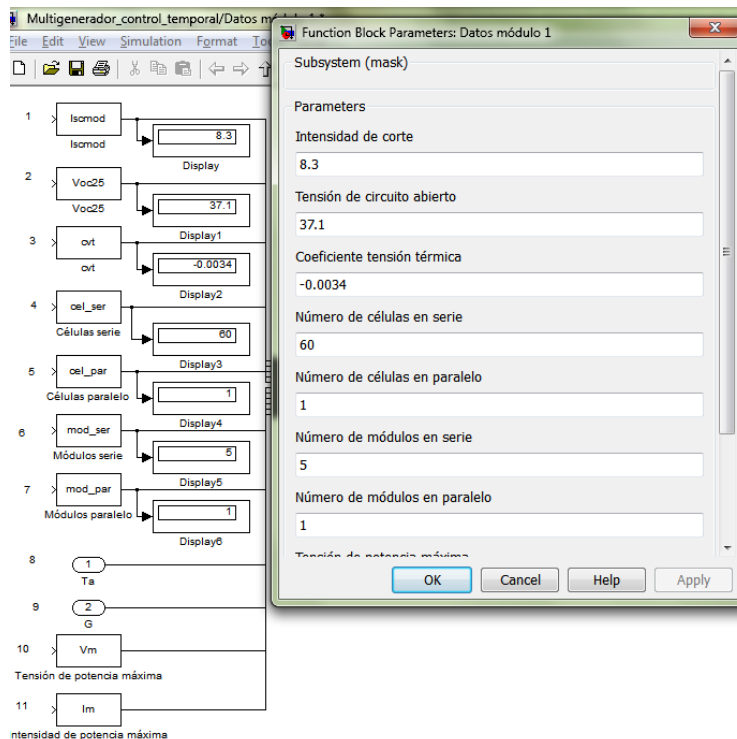 Multigenerador_control_temporal/Datos módulo 1 *
File Edit View Simulation Format
1
Iscmod
Iscmod
8.3
Display
2
Voc25
Voc25
37.1
Display1
3
cvt
cvt
-0.0034
Display2
4
cel_ser
Células serie
60
Display3
5
cel_par
Células paralelo
1
Display4
6
mod_ser
Módulos serie
5
Display5
7
mod_par
Módulos paralelo
1
Display6
8
1
Ta
9
2
G
10
Vm
Tensión de potencia máxima
11
Im
ntensidad de potencia máxima
Function Block Parameters: Datos módulo 1
Subsystem (mask)
Parameters
Intensidad de corte
8.3
Tensión de circuito abierto
37.1
Coeficiente tensión térmica
-0.0034
Número de células en serie
60
Número de células en paralelo
1
Número de módulos en serie
5
Número de módulos en paralelo
1
Tensión de potencia máxima
OK Cancel Help Apply